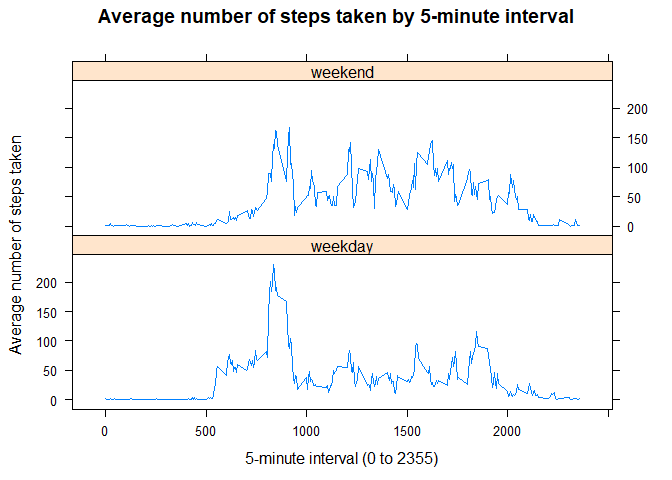 Average number of steps taken by 5-minute interval
weekend
200
150
100
50
0
weekday
200
150
100
50
0
Average number of steps taken
0 500 1000 1500 2000
5-minute interval (0 to 2355)